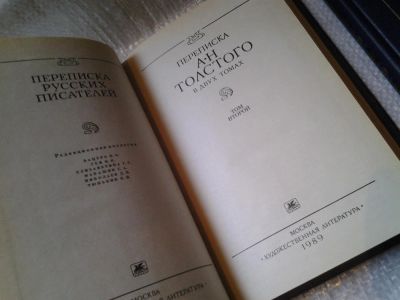 ПЕРЕПИСКА
РУССКИХ
ПИСАТЕЛЕЙ
Редакционная коллегия
ПЕРЕПИСКА
А·Н
ТОЛСТОГО
В ДВУХ ТОМАХ
ТОМ
ВТОРОЙ
МОСКВА
«ХУДОЖЕСТВЕННАЯ ЛИТЕРАТУРА»
1989